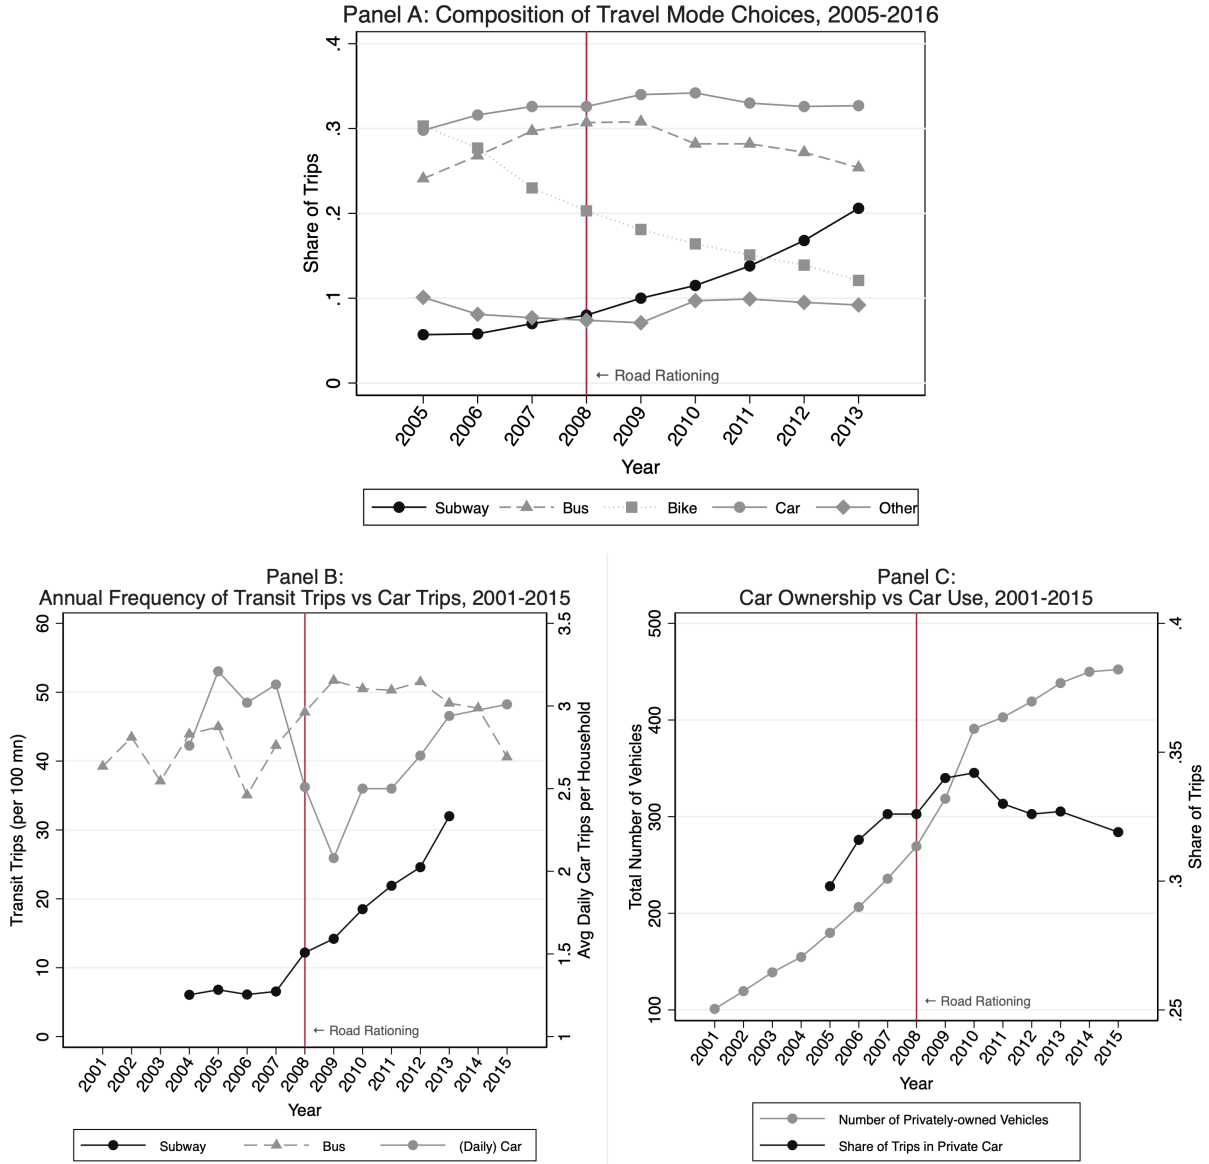 Panel A: Composition of Travel Mode Choices, 2005-2016
.4
.3
.2
.1
0
Share of Trips
← Road Rationing
2005 2006 2007 2008 2009 2010 2011 2012 2013
Year
Subway Bus Bike Car Other
Panel B:
Annual Frequency of Transit Trips vs Car Trips, 2001-2015
60
50
40
30
20
10
0
Transit Trips (per 100 mn)
3.5
3
2.5
2
1.5
1
Avg Daily Car Trips per Household
← Road Rationing
2001 2002 2003 2004 2005 2006 2007 2008 2009 2010 2011 2012 2013 2014 2015
Year
Subway Bus (Daily) Car
Panel C:
Car Ownership vs Car Use, 2001-2015
500
400
300
200
100
Total Number of Vehicles
.4
.35
.3
.25
Share of Trips
← Road Rationing
2001 2002 2003 2004 2005 2006 2007 2008 2009 2010 2011 2012 2013 2014 2015
Year
Number of Privately-owned Vehicles
Share of Trips in Private Car